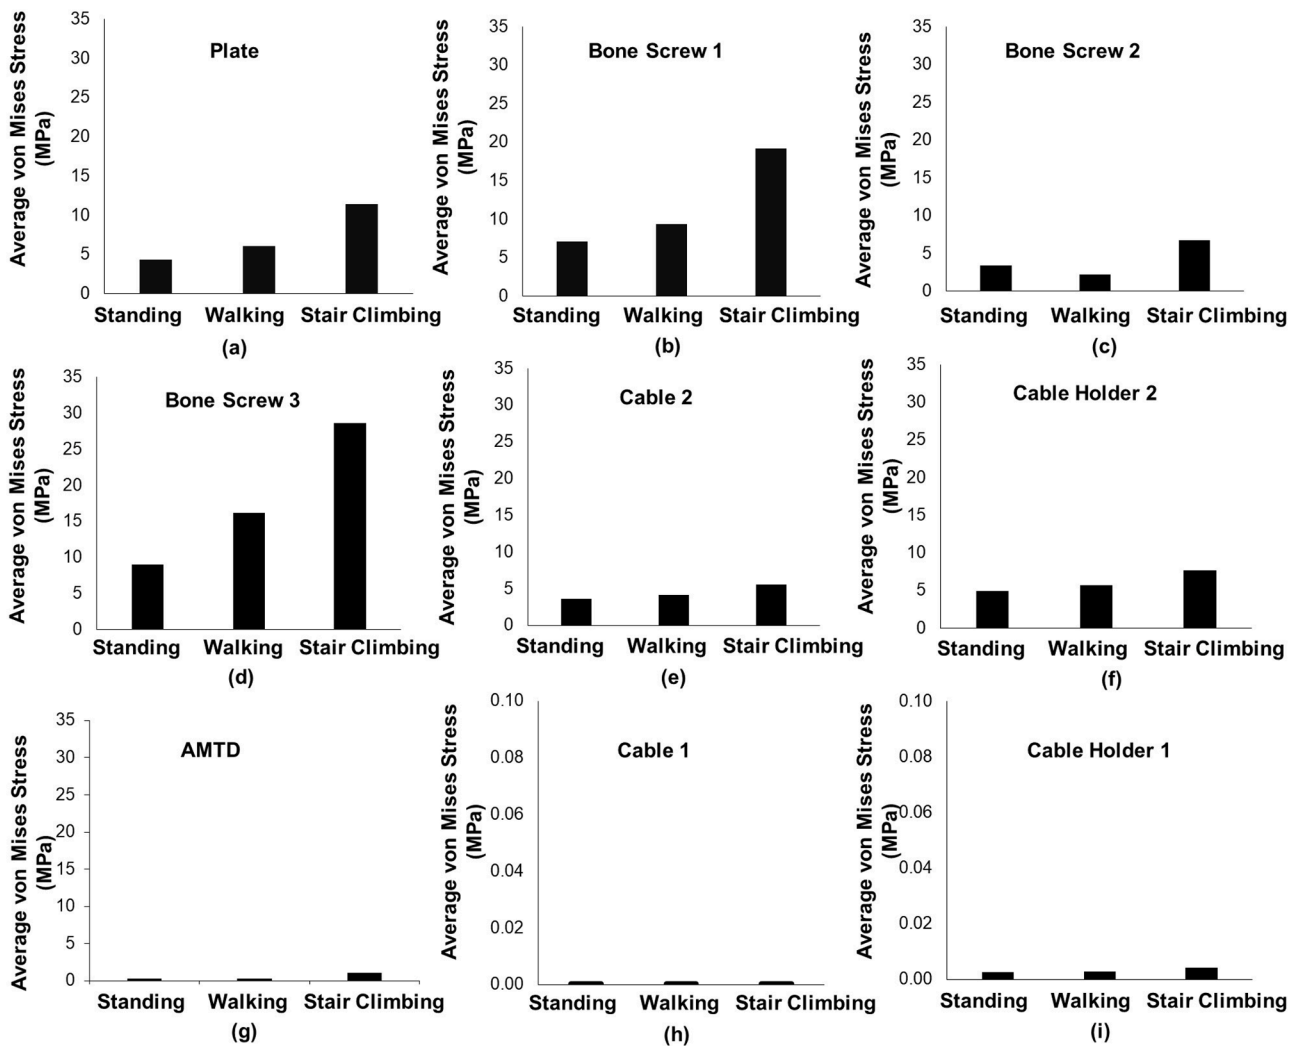 Average von Mises Stress
(MPa)
35
30
25
20
15
10
5
0
Plate
Standing
Walking
Stair Climbing
(a)
Average von Mises Stress
(MPa)
35
30
25
20
15
10
5
0
Bone Screw 1
Standing
Walking
Stair Climbing
(b)
Average von Mises Stress
(MPa)
35
30
25
20
15
10
5
0
Bone Screw 2
Standing
Walking
Stair Climbing
(c)
Average von Mises Stress
(MPa)
35
30
25
20
15
10
5
0
Bone Screw 3
Standing
Walking
Stair Climbing
(d)
Average von Mises Stress
(MPa)
35
30
25
20
15
10
5
0
Cable 2
Standing
Walking
Stair Climbing
(e)
Average von Mises Stress
(MPa)
35
30
25
20
15
10
5
0
Cable Holder 2
Standing
Walking
Stair Climbing
(f)
Average von Mises Stress
(MPa)
35
30
25
20
15
10
5
0
AMTD
Standing
Walking
Stair Climbing
(g)
Average von Mises Stress
(MPa)
0.10
0.08
0.06
0.04
0.02
0.00
Cable 1
Standing
Walking
Stair Climbing
(h)
Average von Mises Stress
(MPa)
0.10
0.08
0.06
0.04
0.02
0.00
Cable Holder 1
Standing
Walking
Stair Climbing
(i)